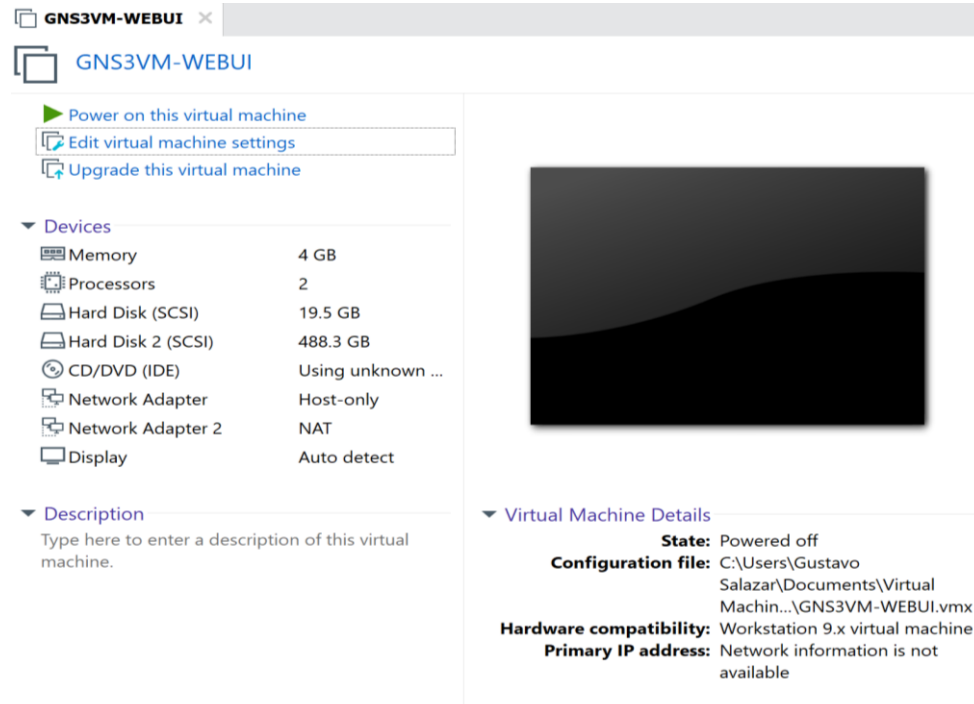 GNS3VM-WEBUI
GNS3VM-WEBUI
Power on this virtual machine
Edit virtual machine settings
Upgrade this virtual machine
Devices
Memory 4 GB
Processors 2
Hard Disk (SCSI) 19.5 GB
Hard Disk 2 (SCSI) 488.3 GB
CD/DVD (IDE) Using unknown ...
Network Adapter Host-only
Network Adapter 2 NAT
Display Auto detect
Description
Type here to enter a description of this virtual
machine.
Virtual Machine Details
State: Powered off
Configuration file: C:\Users\Gustavo
Salazar\Documents\Virtual
Machin...\GNS3VM-WEBUI.vmx
Hardware compatibility: Workstation 9.x virtual machine
Primary IP address: Network information is not
available